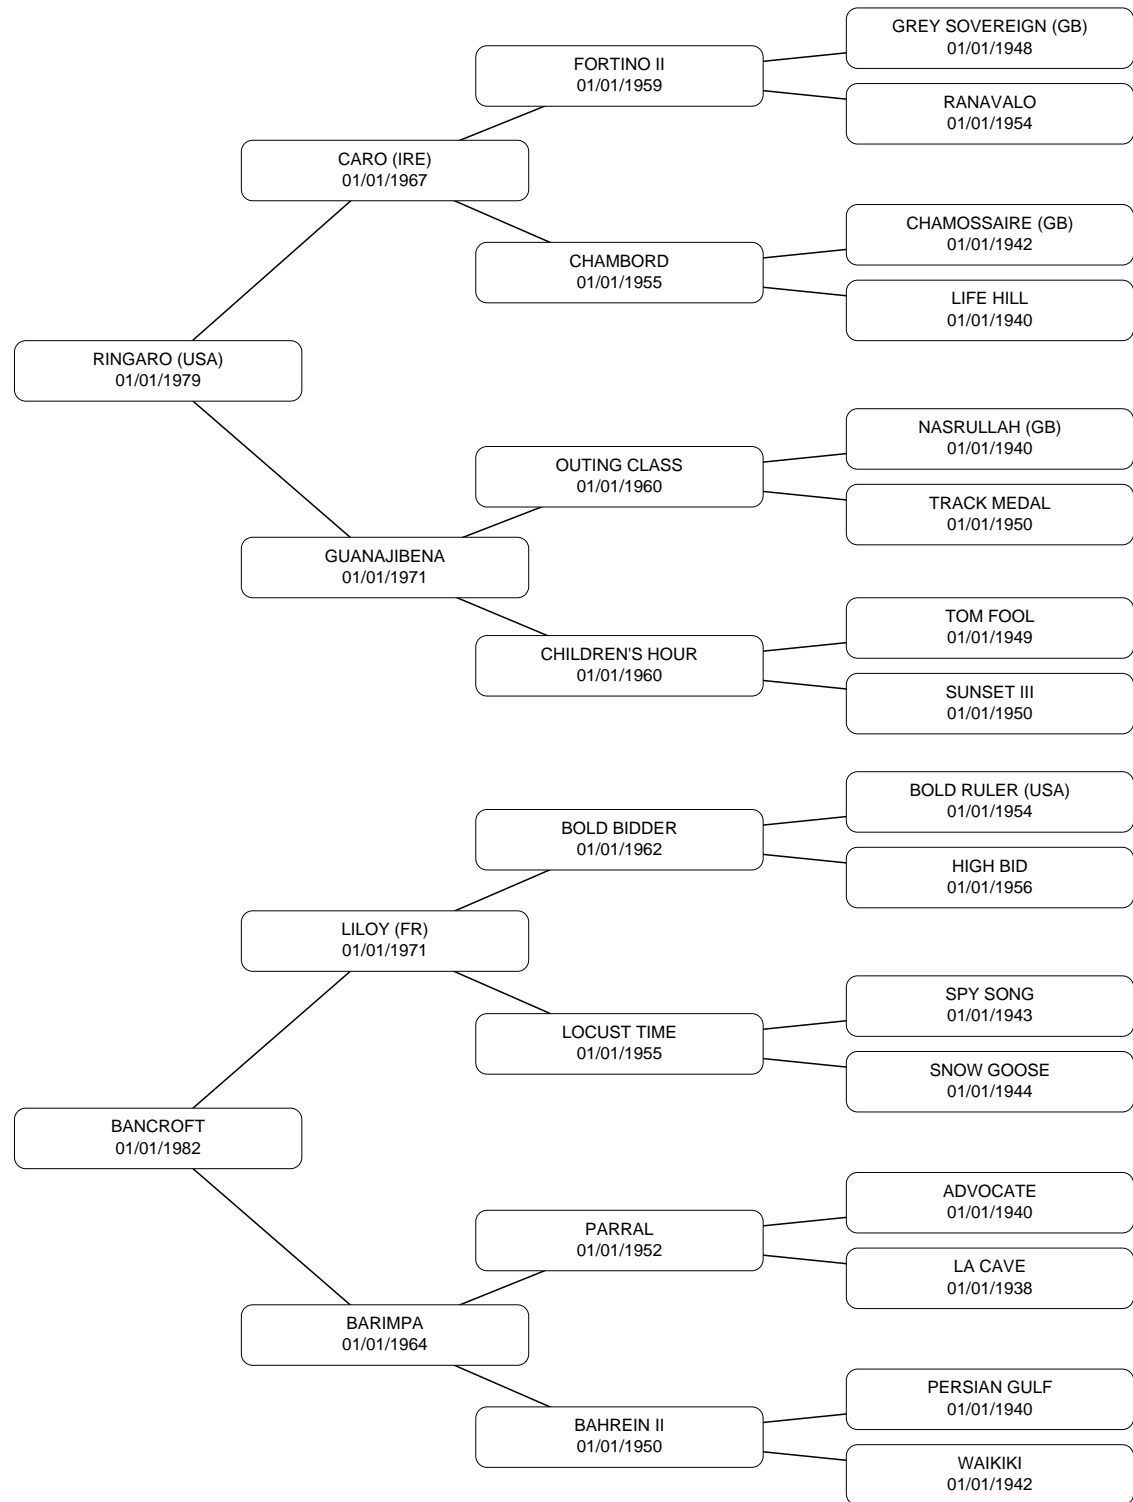 GREY SOVEREIGN (GB)
01/01/1948
FORTINO II
01/01/1959
RANAVALO
01/01/1954
CARO (IRE)
01/01/1967
CHAMOSSAIRE (GB)
01/01/1942
CHAMBORD
01/01/1955
LIFE HILL
01/01/1940
RINGARO (USA)
01/01/1979
NASRULLAH (GB)
01/01/1940
OUTING CLASS
01/01/1960
TRACK MEDAL
01/01/1950
GUANAJIBENA
01/01/1971
TOM FOOL
01/01/1949
CHILDREN'S HOUR
01/01/1960
SUNSET III
01/01/1950
BOLD RULER (USA)
01/01/1954
BOLD BIDDER
01/01/1962
HIGH BID
01/01/1956
LILOY (FR)
01/01/1971
SPY SONG
01/01/1943
LOCUST TIME
01/01/1955
SNOW GOOSE
01/01/1944
BANCROFT
01/01/1982
ADVOCATE
01/01/1940
PARRAL
01/01/1952
LA CAVE
01/01/1938
BARIMPA
01/01/1964
PERSIAN GULF
01/01/1940
BAHREIN II
01/01/1950
WAIKIKI
01/01/1942